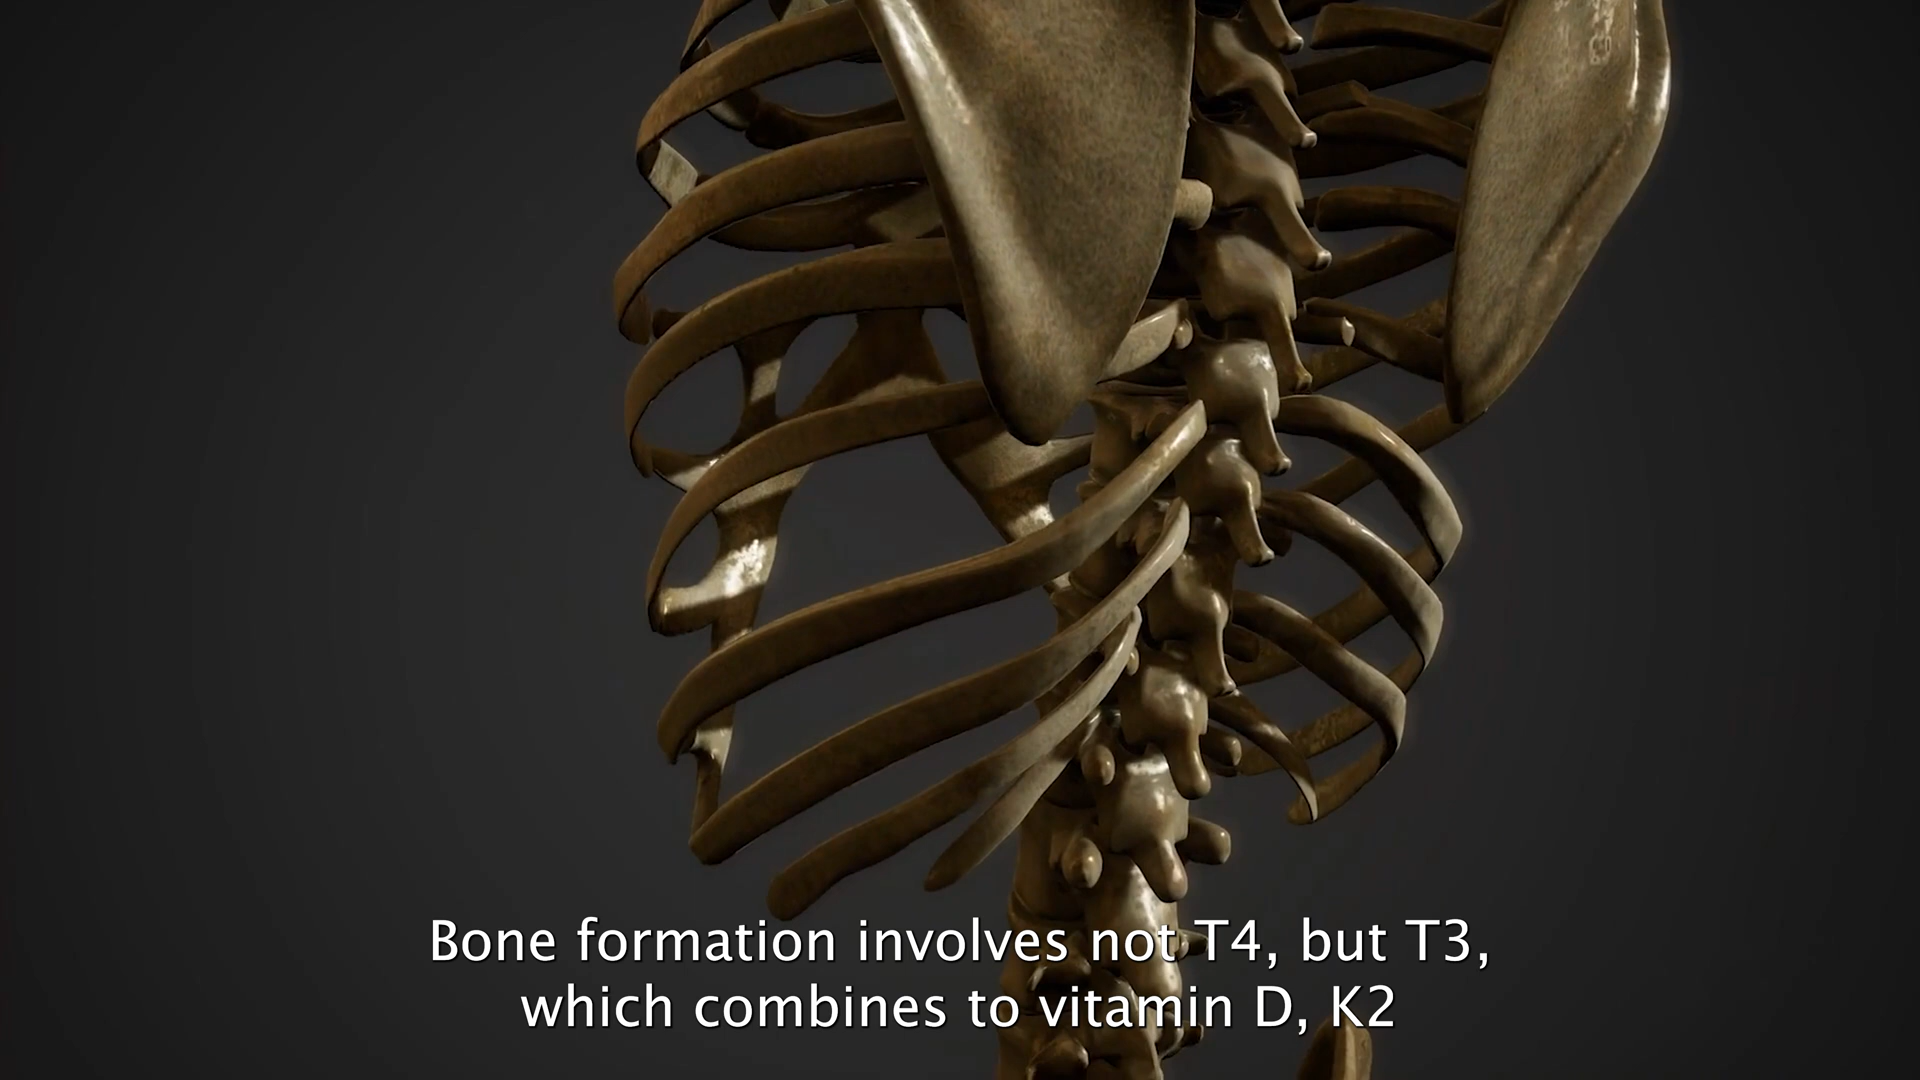 Bone formation involves not T4, but T3,
which combines to vitamin D, K2